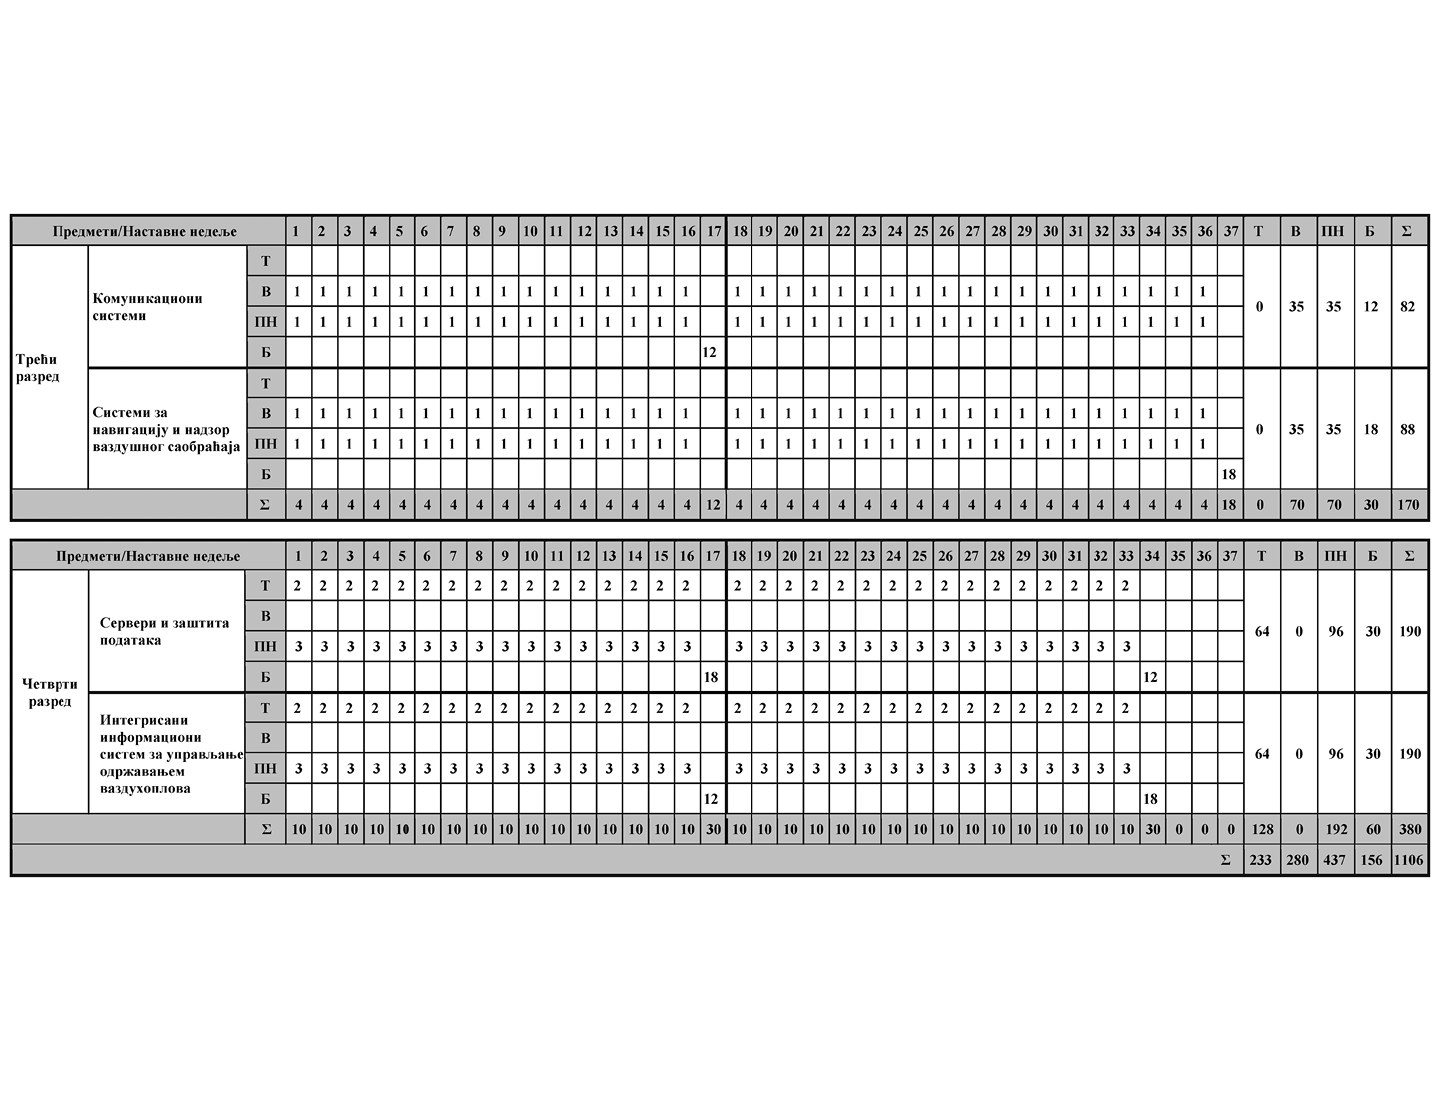 Предмети/Наставне недеље 1 2 3 4 5 6 7 8 9 10 11 12 13 14 15 16 17 18 19 20 21 22 23 24 25 26 27 28 29 30 31 32 33 34 35 36 37 Т В ПН Б Σ
Трећи разред
Комуникациони системи
Т
В 1 1 1 1 1 1 1 1 1 1 1 1 1 1 1 1 1 1 1 1 1 1 1 1 1 1 1 1 1 1 1 1 1 1 1
ПН 1 1 1 1 1 1 1 1 1 1 1 1 1 1 1 1 1 1 1 1 1 1 1 1 1 1 1 1 1 1 1 1 1 1 1
Б 12
0 35 35 12 82
Системи за
навигацију и надзор
ваздушног саобраћаја
Т
В 1 1 1 1 1 1 1 1 1 1 1 1 1 1 1 1 1 1 1 1 1 1 1 1 1 1 1 1 1 1 1 1 1 1 1
ПН 1 1 1 1 1 1 1 1 1 1 1 1 1 1 1 1 1 1 1 1 1 1 1 1 1 1 1 1 1 1 1 1 1 1 1
Б 18
0 35 35 18 88
Σ 4 4 4 4 4 4 4 4 4 4 4 4 4 4 4 4 12 4 4 4 4 4 4 4 4 4 4 4 4 4 4 4 4 4 4 4 18 0 70 70 30 170
Предмети/Наставне недеље 1 2 3 4 5 6 7 8 9 10 11 12 13 14 15 16 17 18 19 20 21 22 23 24 25 26 27 28 29 30 31 32 33 34 35 36 37 Т В ПН Б Σ
Четврти
разред
Сервери и заштита
података
Т 2 2 2 2 2 2 2 2 2 2 2 2 2 2 2 2 2 2 2 2 2 2 2 2 2 2 2 2 2 2 2 2
В
ПН 3 3 3 3 3 3 3 3 3 3 3 3 3 3 3 3 3 3 3 3 3 3 3 3 3 3 3 3 3 3 3 3
Б 18 12
64 0 96 30 190
Интегрисани
информациони
систем за управљање
одржавањем
ваздухоплова
Т 2 2 2 2 2 2 2 2 2 2 2 2 2 2 2 2 2 2 2 2 2 2 2 2 2 2 2 2 2 2 2 2
В
ПН 3 3 3 3 3 3 3 3 3 3 3 3 3 3 3 3 3 3 3 3 3 3 3 3 3 3 3 3 3 3 3 3
Б 12 18
64 0 96 30 190
Σ 10 10 10 10 10 10 10 10 10 10 10 10 10 10 10 10 30 10 10 10 10 10 10 10 10 10 10 10 10 10 10 10 10 30 0 0 0 128 0 192 60 380
Σ 233 280 437 156 1106